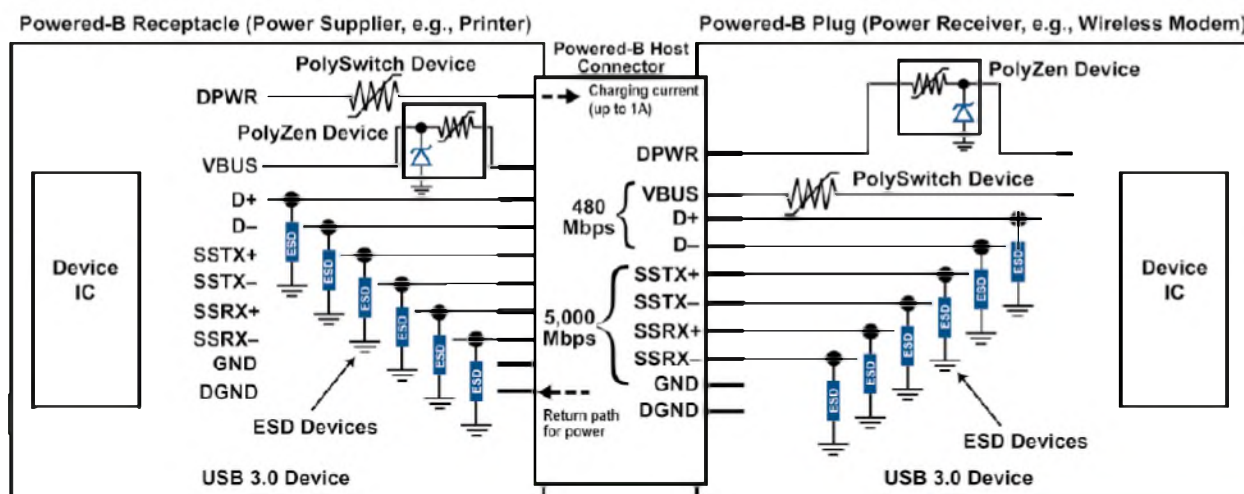 Powered-B Receptacle (Power Supplier, e.g., Printer)
PolySwitch Device
DPWR
PolyZen Device
VBUS
D+
D–
SSTX+
SSTX–
SSRX+
SSRX–
GND
DGND
Device
IC
ESD
ESD
ESD
ESD
ESD
ESD
ESD Devices
USB 3.0 Device
Powered-B Host
Connector
Charging current
(up to 1A)
480
Mbps
5,000
Mbps
Return path
for power
Powered-B Plug (Power Receiver, e.g., Wireless Modem)
PolyZen Device
DPWR
VBUS
PolySwitch Device
D+
D–
SSTX+
SSTX–
SSRX+
SSRX–
GND
DGND
ESD
ESD
ESD
ESD
ESD
ESD
ESD Devices
Device
IC
USB 3.0 Device